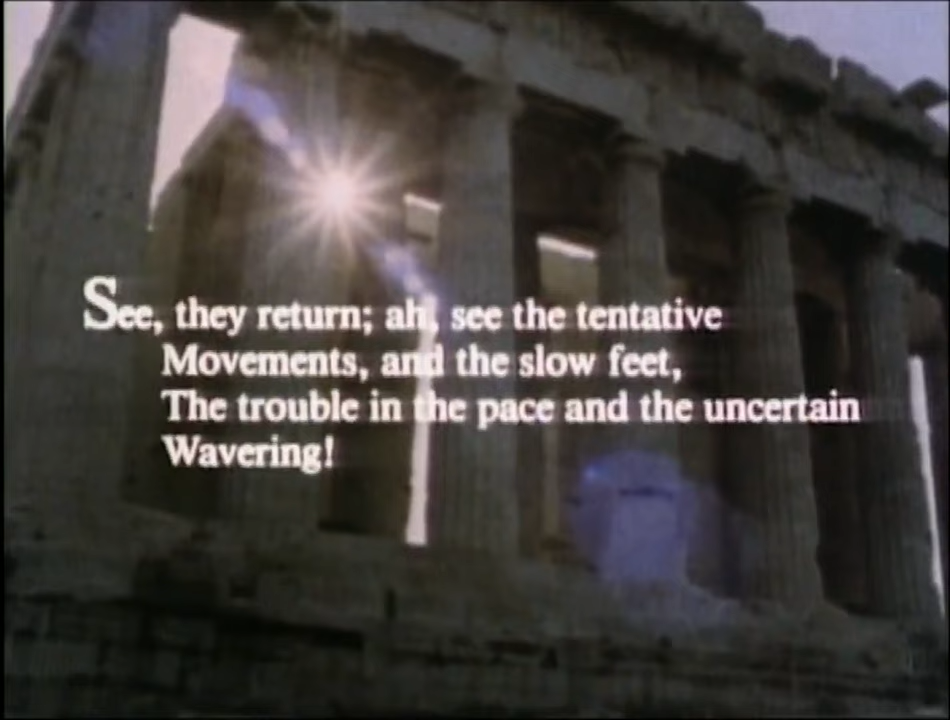 See, they return; ah, see the tentative
Movements, and the slow feet,
The trouble in the pace and the uncertain
Wavering!